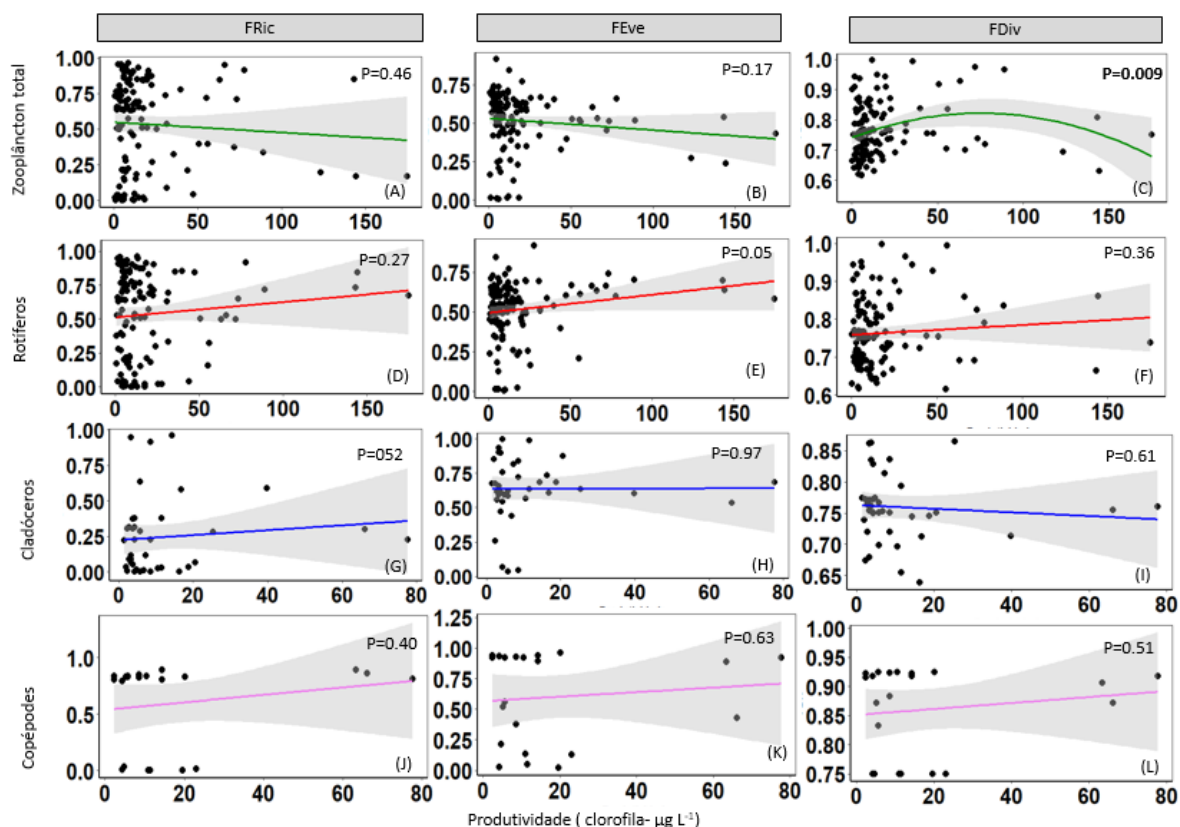 FRic FEve FDiv
Zooplâncton total
1.00 0.75 0.50 0.25 0.00
P=0.46
(A)
0 50 100 150
1.00 0.75 0.50 0.25 0.00
P=0.17
(B)
0 50 100 150
1.0 0.9 0.8 0.7 0.6
P=0.009
(C)
0 50 100 150
Rotíferos
1.00 0.75 0.50 0.25 0.00
P=0.27
(D)
0 50 100 150
0.75 0.50 0.25 0.00
P=0.05
(E)
0 50 100 150
1.0 0.9 0.8 0.7 0.6
P=0.36
(F)
0 50 100 150
Cladóceros
1.00 0.75 0.50 0.25 0.00
P=052
(G)
0 20 40 60 80
1.00 0.75 0.50 0.25 0.00
P=0.97
(H)
0 20 40 60 80
0.85 0.80 0.75 0.70 0.65
P=0.61
(I)
0 20 40 60 80
Copépodes
1.0 0.5 0.0
P=0.40
(J)
0 20 40 60 80
1.25 1.00 0.75 0.50 0.25 0.00
P=0.63
(K)
0 20 40 60 80
1.00 0.95 0.90 0.85 0.80 0.75
P=0.51
(L)
0 20 40 60 80
Produtividade ( clorofila- µg L⁻¹)